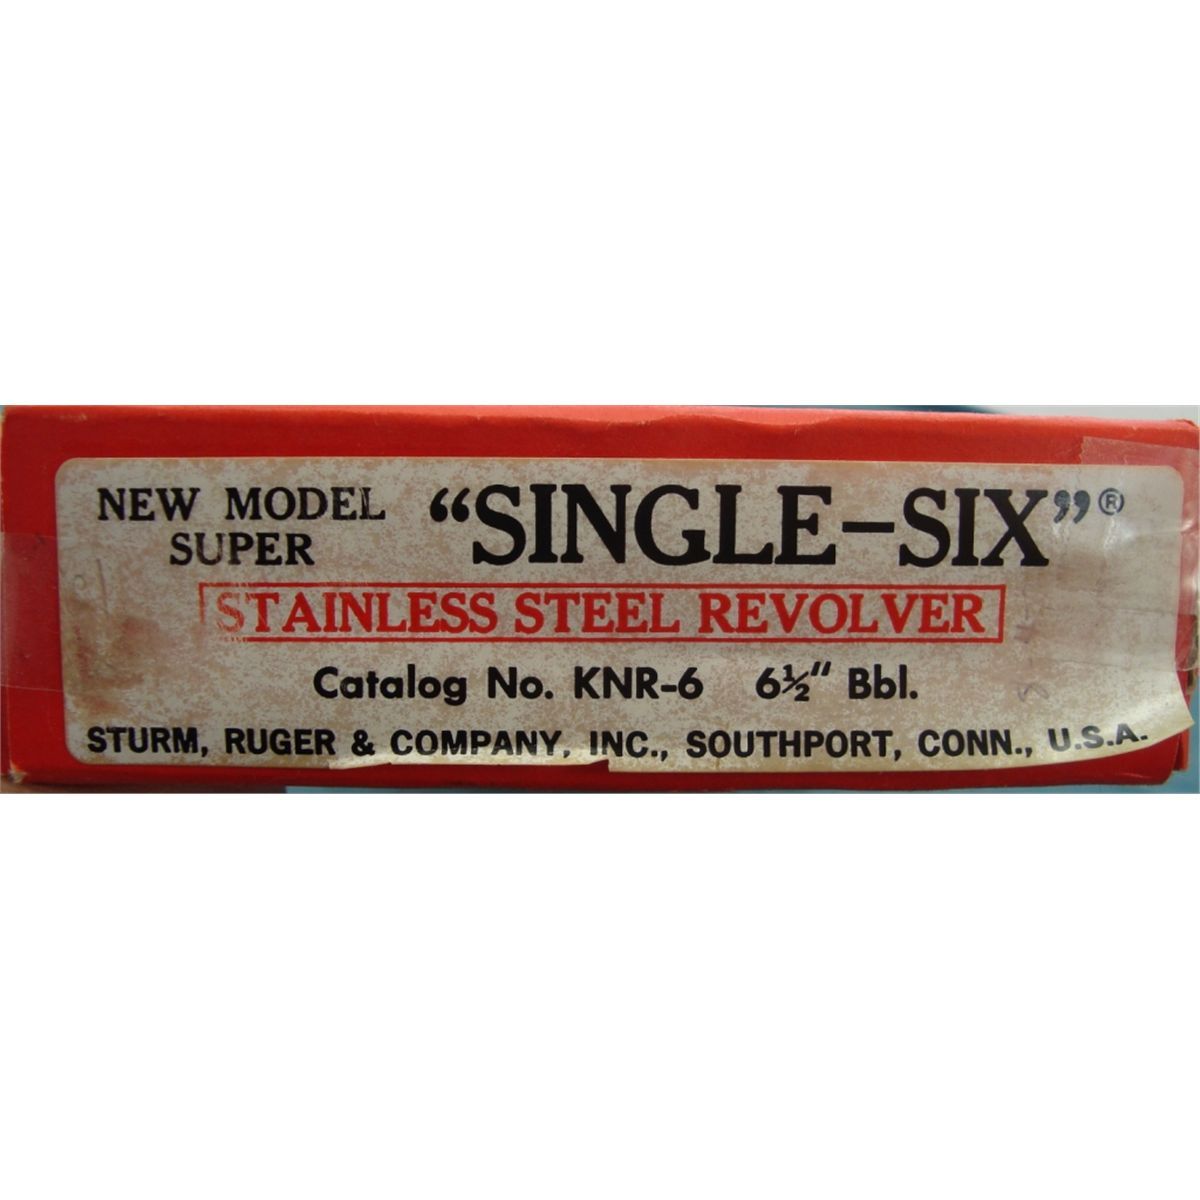 NEW MODEL SUPER “SINGLE-SIX”®
STAINLESS STEEL REVOLVER
Catalog No. KNR-6 6½" Bbl.
STURM, RUGER & COMPANY, INC., SOUTHPORT, CONN., U.S.A.